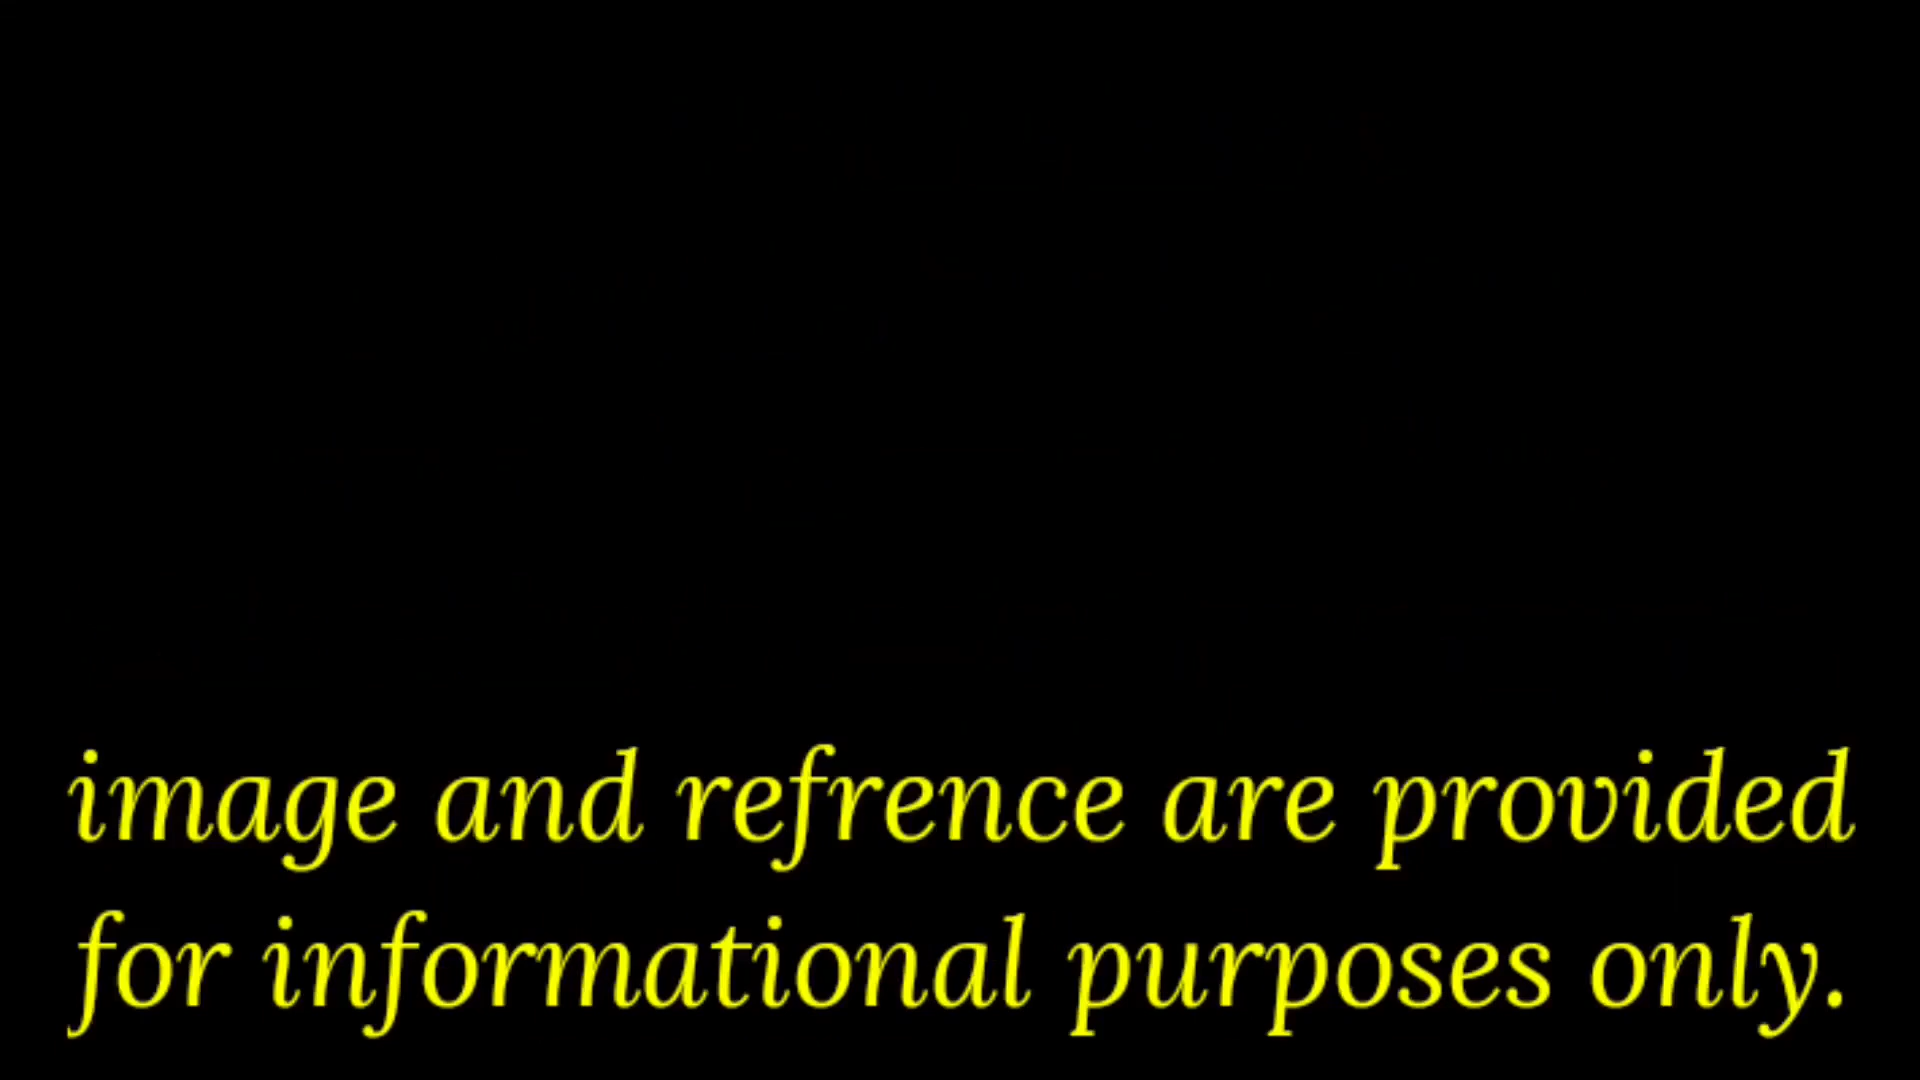 image and refrence are provided
for informational purposes only.